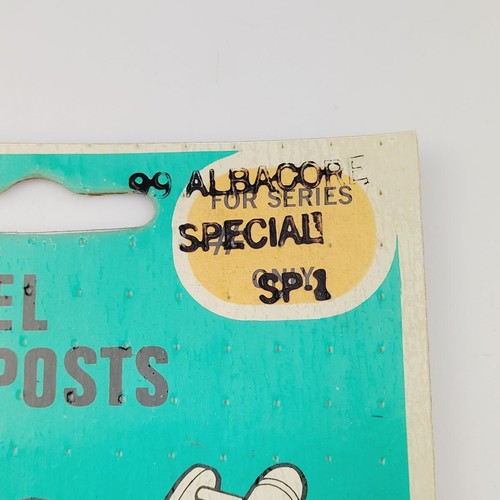 99 ALBACORE
FOR SERIES
SPECIAL
#
ONLY
SP-1
EL
POSTS